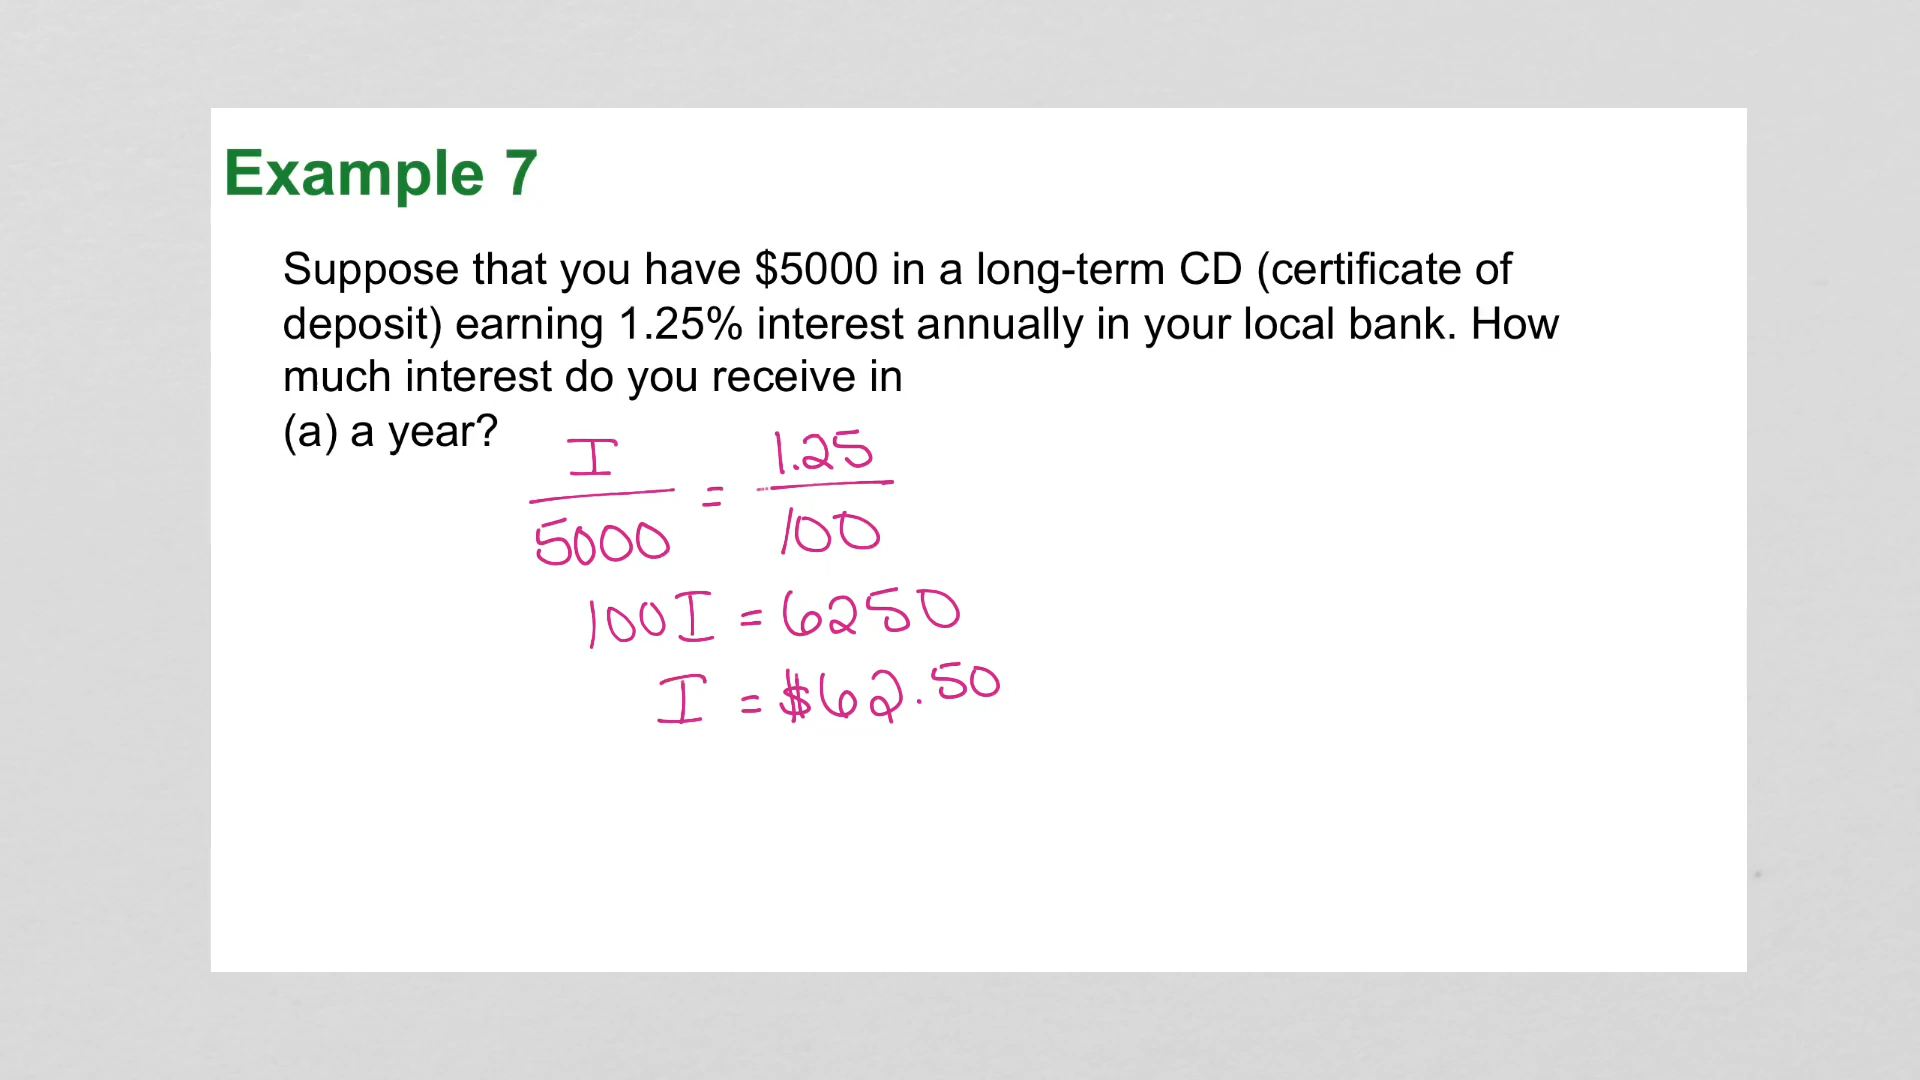 Example 7
Suppose that you have $5000 in a long-term CD (certificate of
deposit) earning 1.25% interest annually in your local bank. How
much interest do you receive in
(a) a year?
I/5000 = 1.25/100
100I = 6250
I = $62.50